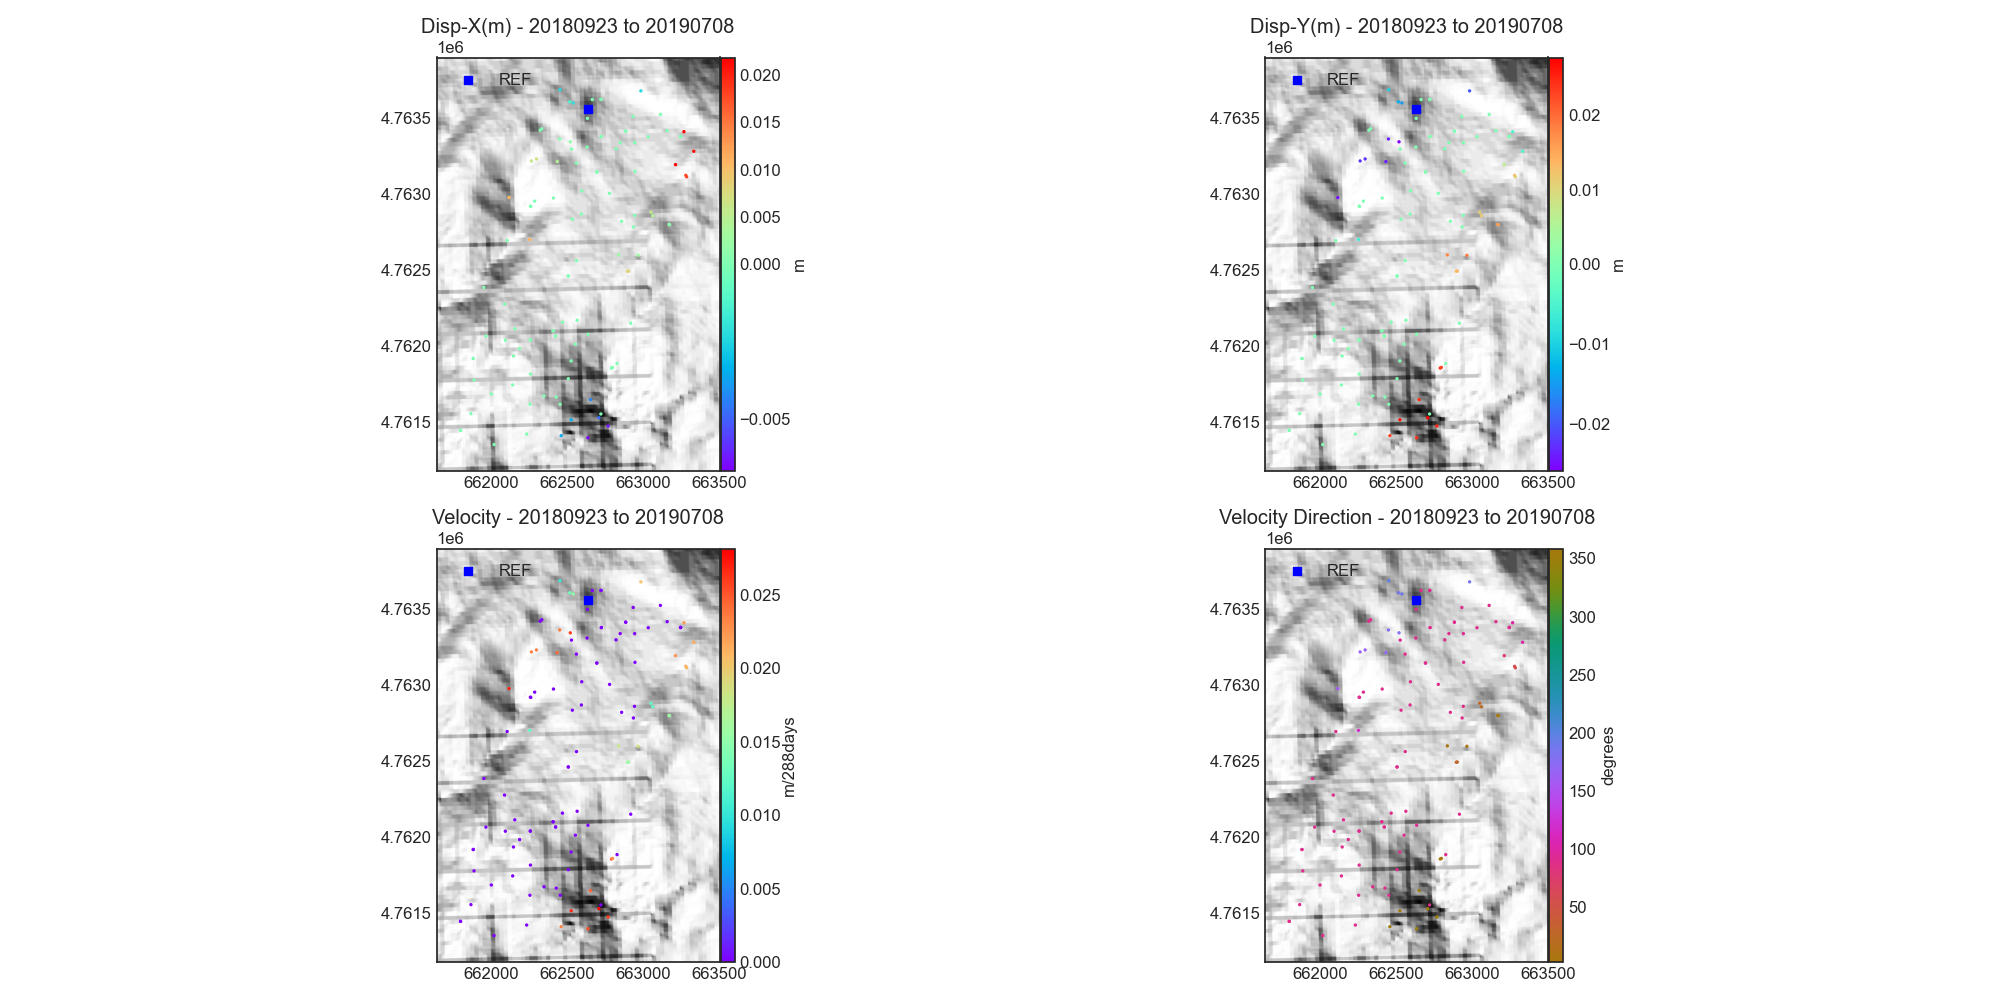 Disp-X(m) - 20180923 to 20190708
1e6
REF
4.7635
4.7630
4.7625
4.7620
4.7615
662000 662500 663000 663500
0.020
0.015
0.010
0.005
0.000
−0.005
m
Disp-Y(m) - 20180923 to 20190708
1e6
REF
4.7635
4.7630
4.7625
4.7620
4.7615
662000 662500 663000 663500
0.02
0.01
0.00
−0.01
−0.02
m
Velocity - 20180923 to 20190708
1e6
REF
4.7635
4.7630
4.7625
4.7620
4.7615
662000 662500 663000 663500
0.025
0.020
0.015
0.010
0.005
0.000
m/288days
Velocity Direction - 20180923 to 20190708
1e6
REF
4.7635
4.7630
4.7625
4.7620
4.7615
662000 662500 663000 663500
350
300
250
200
150
100
50
degrees